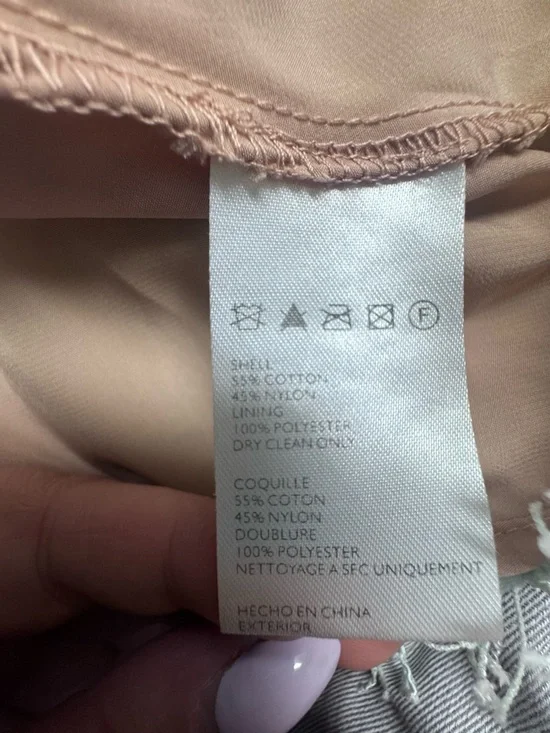 F
SHELL
55% COTTON
45% NYLON
LINING
100% POLYESTER
DRY CLEAN ONLY
COQUILLE
55% COTON
45% NYLON
DOUBLURE
100% POLYESTER
NETTOYAGE A SEC UNIQUEMENT
HECHO EN CHINA
EXTERIOR